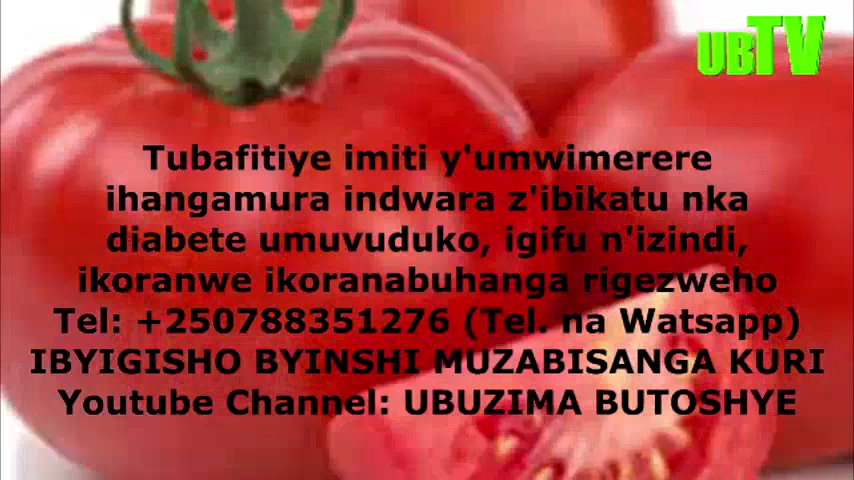 UBTV
Tubafitiye imiti y'umwimerere
ihangamura indwara z'ibikatu nka
diabete umuvuduko, igifu n'izindi,
ikoranwe ikoranabuhanga rigezweho
Tel: +250788351276 (Tel. na Watsapp)
IBYIGISHO BYINSHI MUZABISANGA KURI
Youtube Channel: UBUZIMA BUTOSHYE